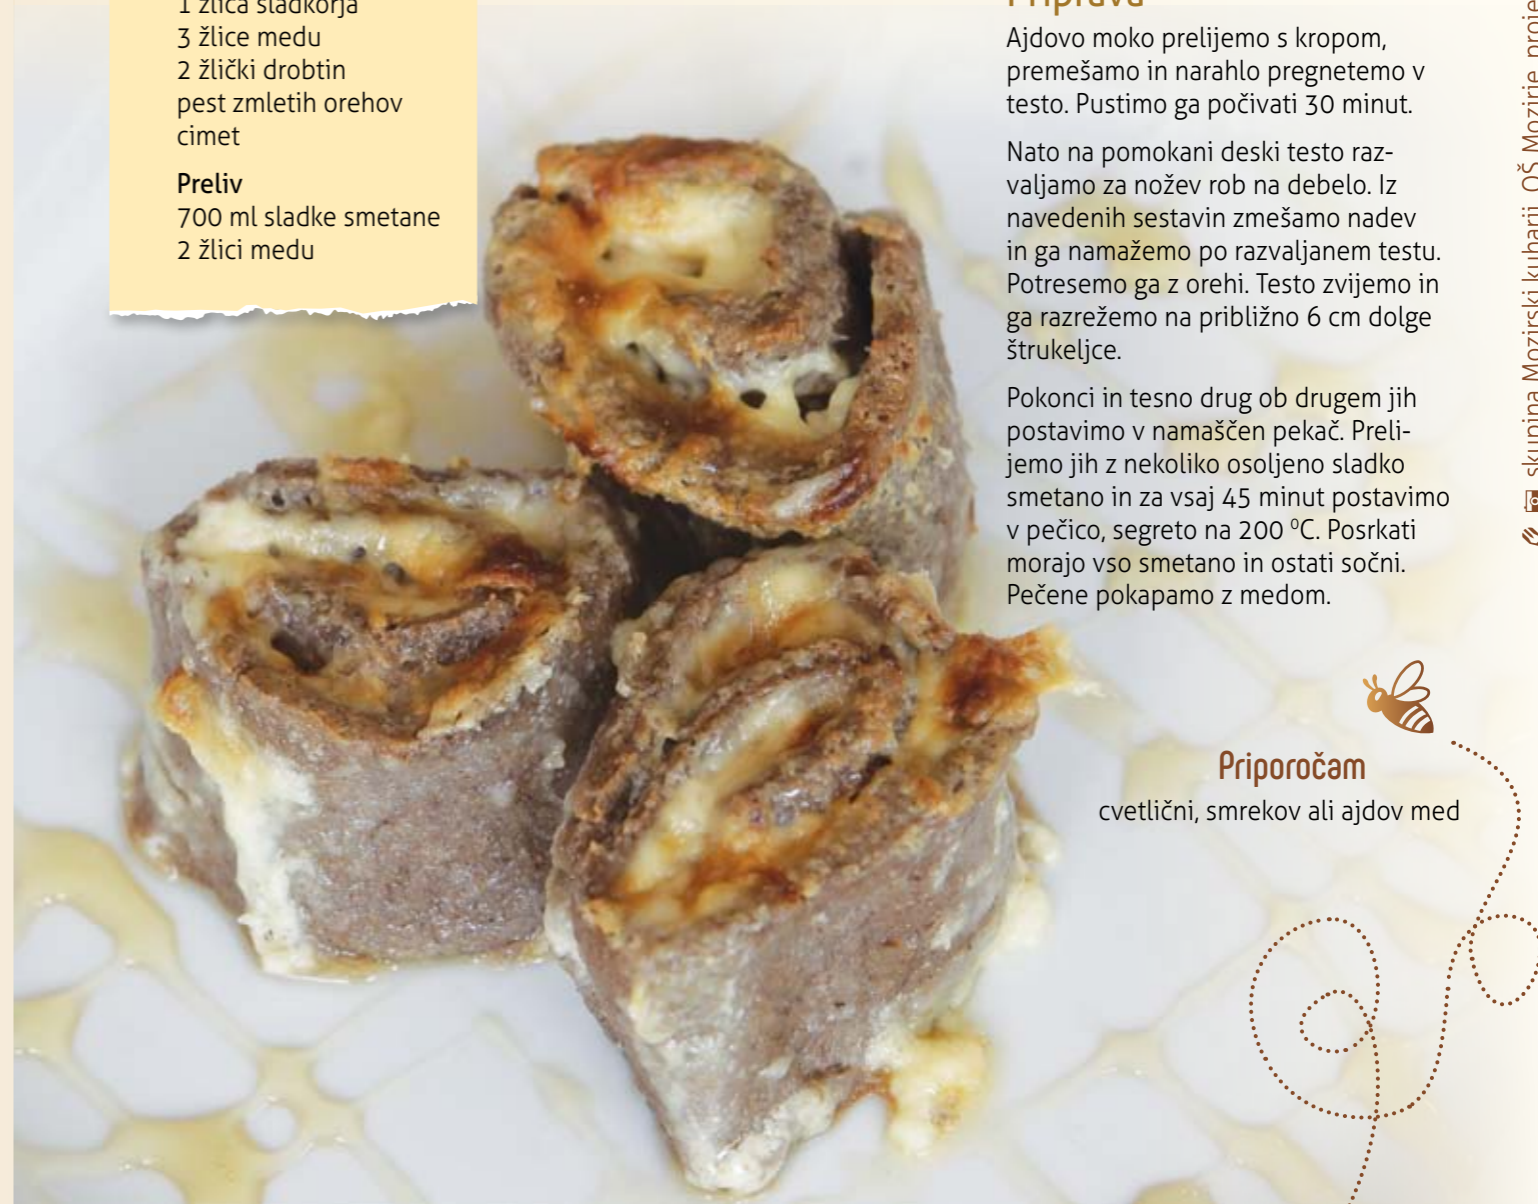 1 žlica sladkorja
3 žlice medu
2 žlički drobtin
pest zmletih orehov
cimet
Preliv
700 ml sladke smetane
2 žlici medu
Priprava
Ajdovo moko prelijemo s kropom,
premešamo in narahlo pregnetemo v
testo. Pustimo ga počivati 30 minut.
Nato na pomokani deski testo raz-
valjamo za nožev rob na debelo. Iz
navedenih sestavin zmešamo nadev
in ga namažemo po razvaljanem testu.
Potresemo ga z orehi. Testo zvijemo in
ga razrežemo na približno 6 cm dolge
štrukeljce.
Pokonci in tesno drug ob drugem jih
postavimo v namaščen pekač. Preli-
jemo jih z nekoliko osoljeno sladko
smetano in za vsaj 45 minut postavimo
v pečico, segreto na 200 ⁰C. Posrkati
morajo vso smetano in ostati sočni.
Pečene pokapamo z medom.
Priporočam
cvetlični, smrekov ali ajdov med
skupina Mozirski kuharji, OŠ Mozirje,